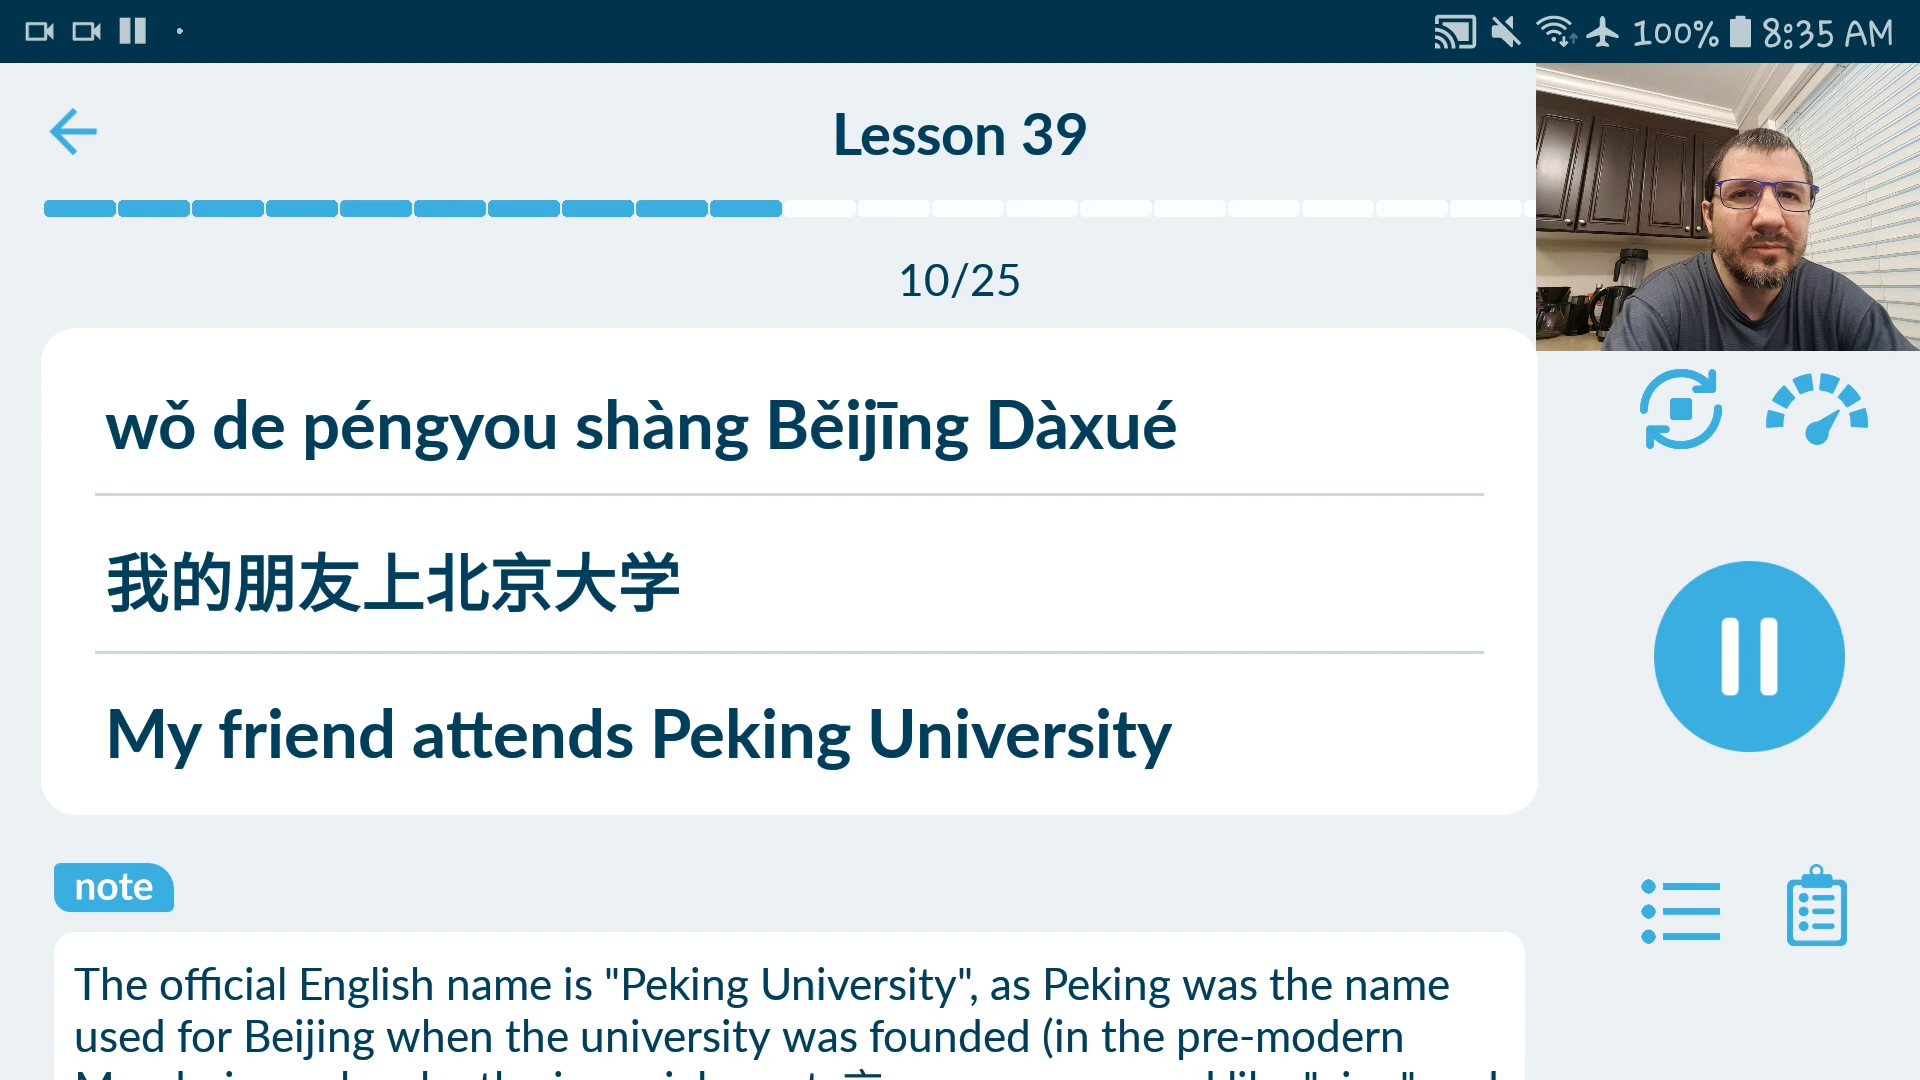 100% 8:35 AM
Lesson 39
10/25
wǒ de péngyou shàng Běijīng Dàxué
我的朋友上北京大学
My friend attends Peking University
note
The official English name is "Peking University", as Peking was the name
used for Beijing when the university was founded (in the pre-modern